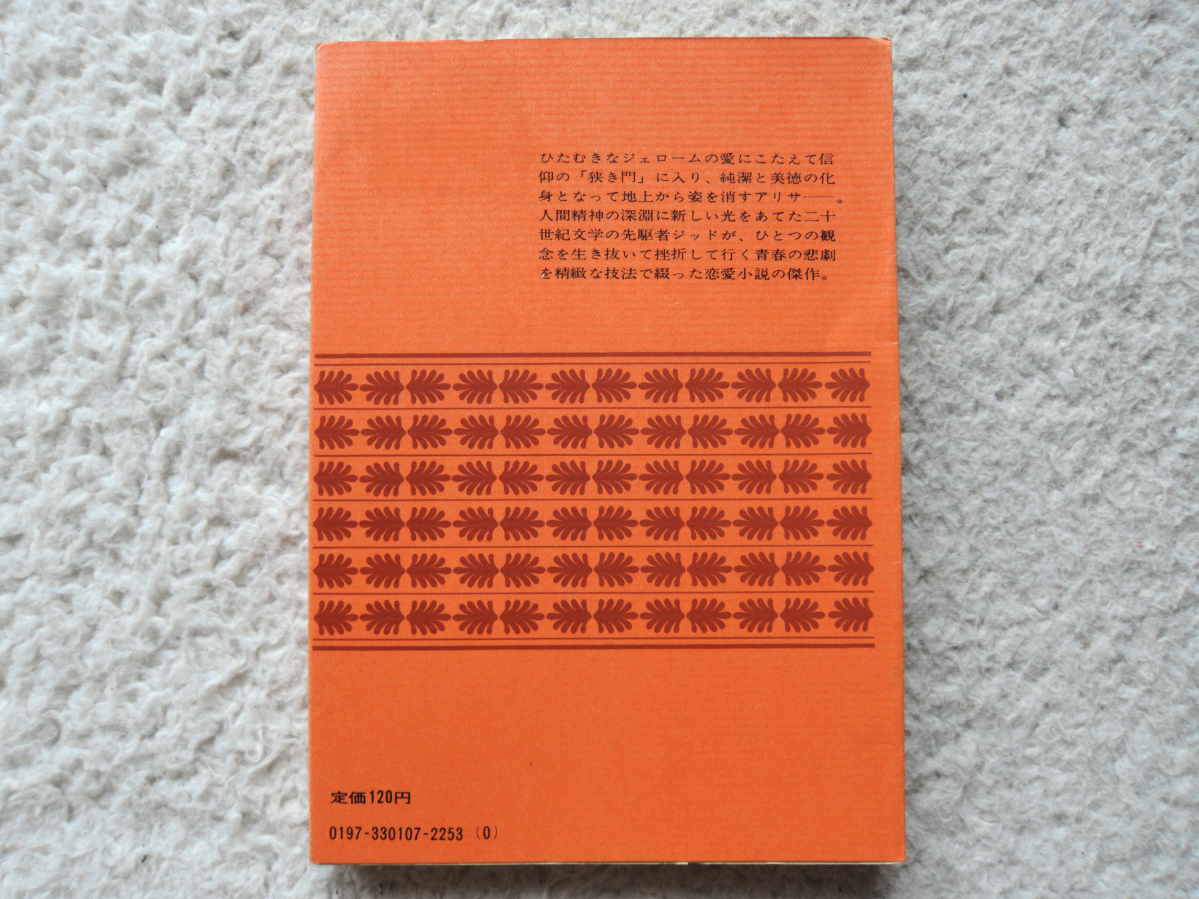 ひたむきなジェロームの愛にこたえて信
仰の「狭き門」に入り、純潔と美徳の化
身となって地上から姿を消すアリサ――。
人間精神の深淵に新しい光をあてた二十
世紀文学の先駆者ジッドが、ひとつの観
念を生き抜いて挫折して行く青春の悲劇
を精緻な技法で綴った恋愛小説の傑作。
定価120円
0197-330107-2253(0)